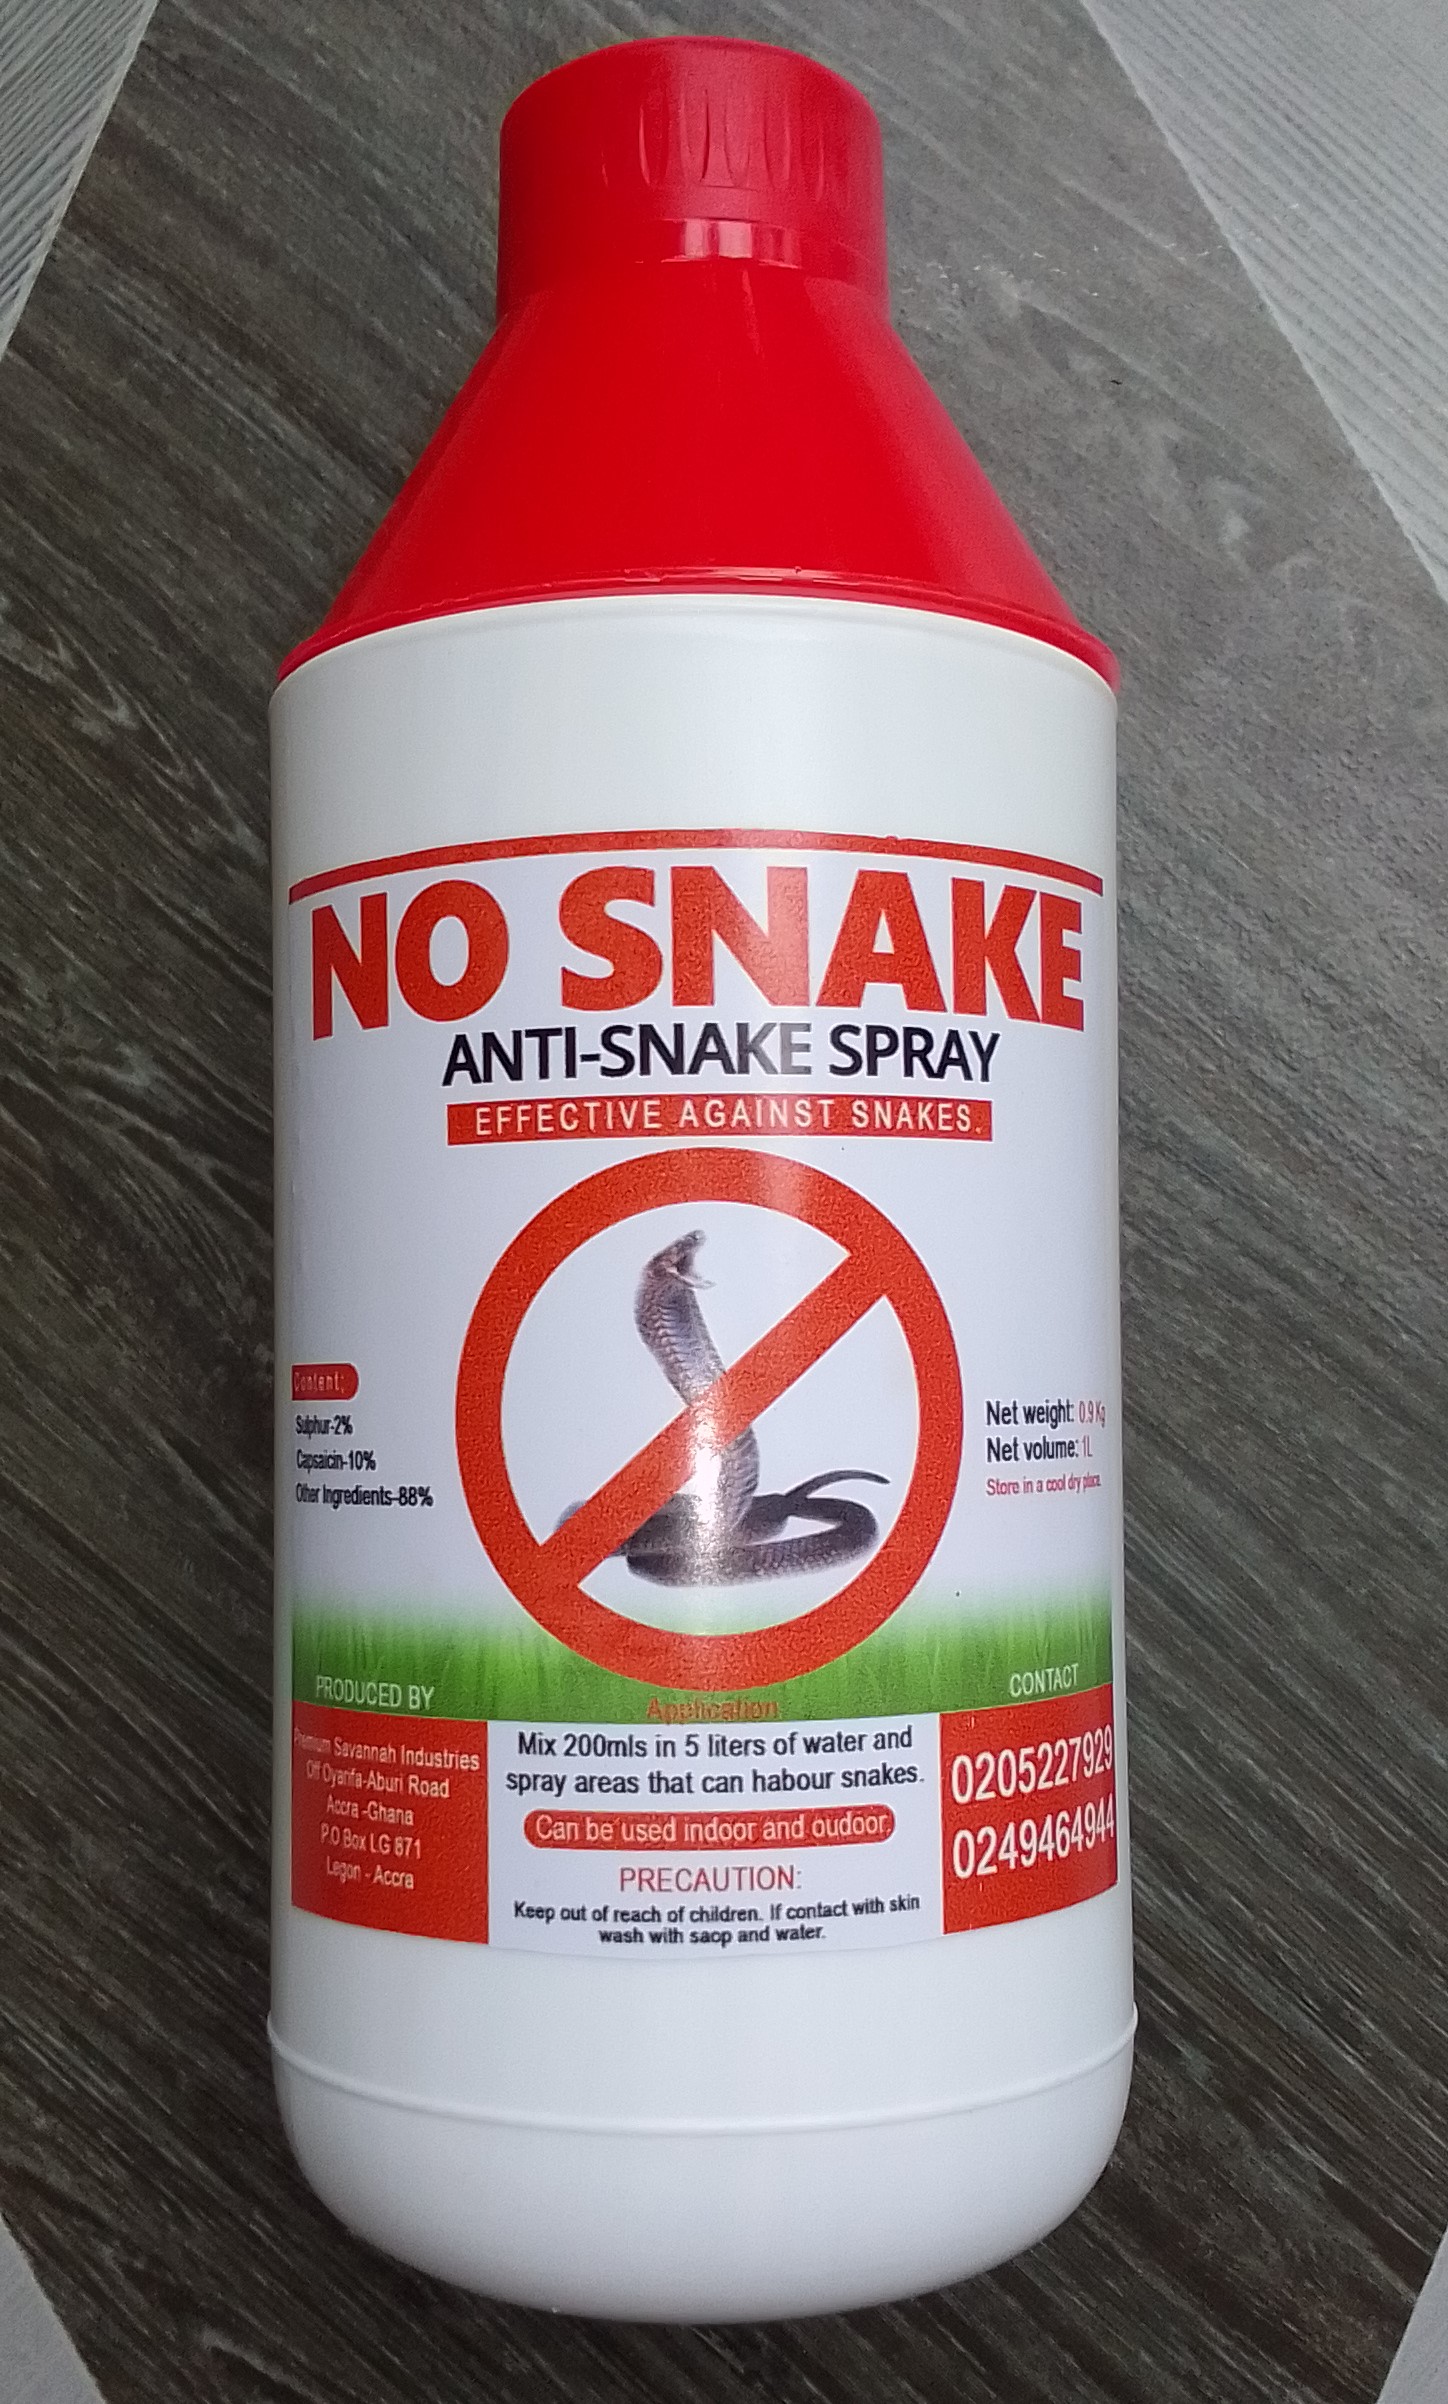 NO SNAKE
ANTI-SNAKE SPRAY
EFFECTIVE AGAINST SNAKES.
Content;
Sulphur-2%
Capsaicin-10%
Other Ingredients-88%
Net weight: 0.9 Kg
Net volume: 1L
Store in a cool dry place.
PRODUCED BY
Premium Savannah Industries
Off Oyarifa-Aburi Road
Accra -Ghana
P.O Box LG 871
Legon - Accra
Application
Mix 200mls in 5 liters of water and
spray areas that can habour snakes.
Can be used indoor and oudoor.
PRECAUTION:
Keep out of reach of children. If contact with skin
wash with saop and water.
CONTACT
0205227929
0249464944